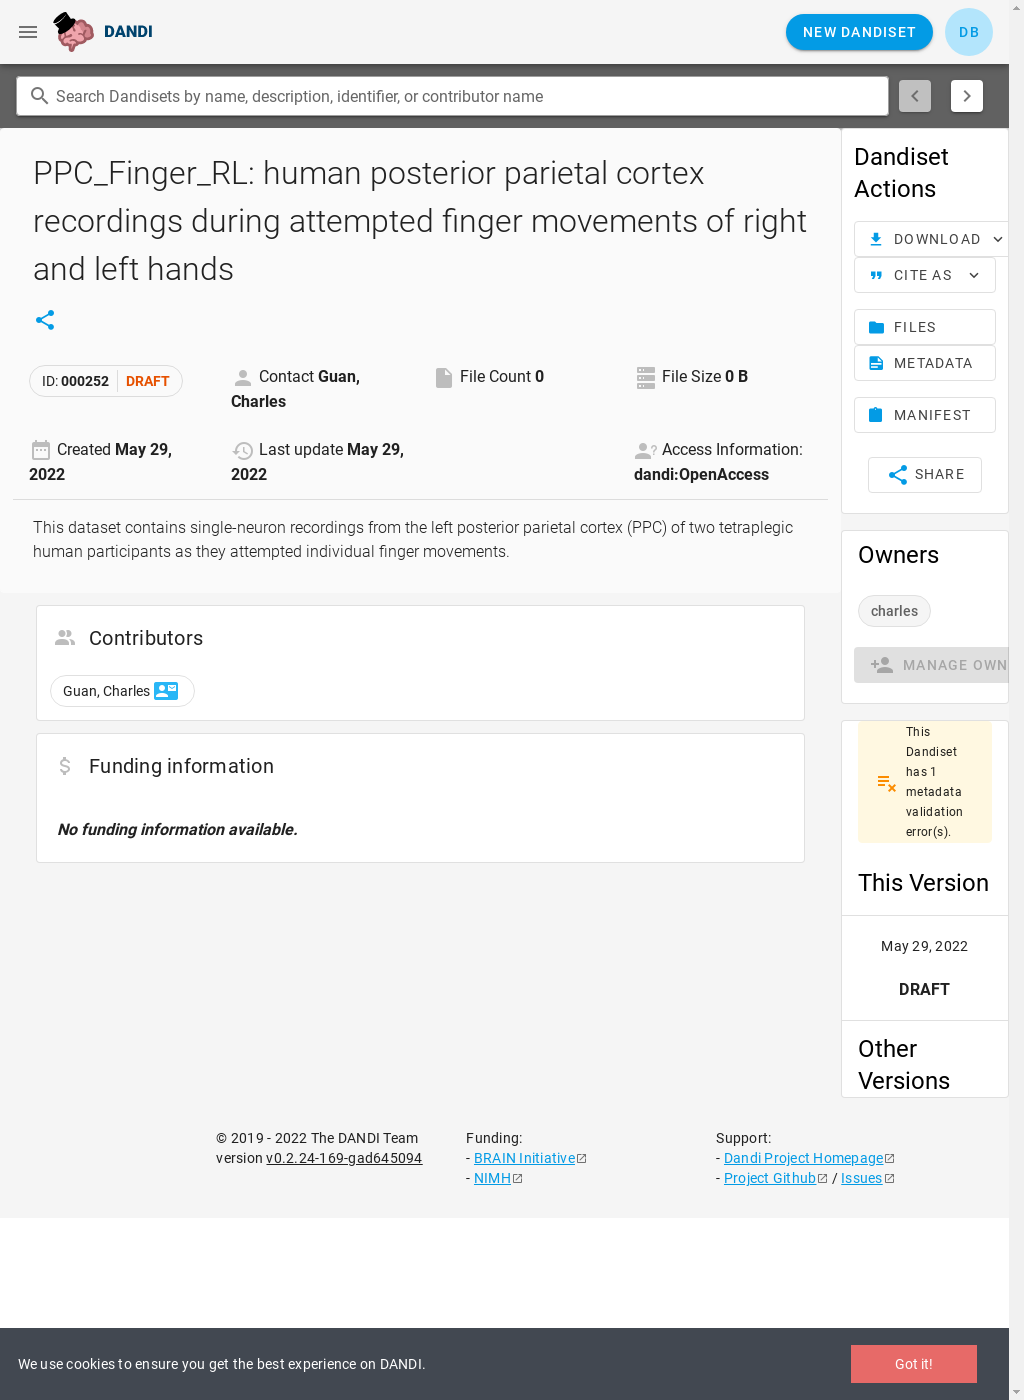 DANDI
NEW DANDISET
DB
Search Dandisets by name, description, identifier, or contributor name
PPC_Finger_RL: human posterior parietal cortex
recordings during attempted finger movements of right
and left hands
ID: 000252 DRAFT
Contact Guan,
Charles
File Count 0
File Size 0 B
Created May 29,
2022
Last update May 29,
2022
Access Information:
dandi:OpenAccess
This dataset contains single-neuron recordings from the left posterior parietal cortex (PPC) of two tetraplegic
human participants as they attempted individual finger movements.
Contributors
Guan, Charles
Funding information
No funding information available.
Dandiset
Actions
DOWNLOAD
CITE AS
FILES
METADATA
MANIFEST
SHARE
Owners
charles
MANAGE OWN
This
Dandiset
has 1
metadata
validation
error(s).
This Version
May 29, 2022
DRAFT
Other
Versions
© 2019 - 2022 The DANDI Team
version v0.2.24-169-gad645094
Funding:
- BRAIN Initiative
- NIMH
Support:
- Dandi Project Homepage
- Project Github / Issues
We use cookies to ensure you get the best experience on DANDI.
Got it!